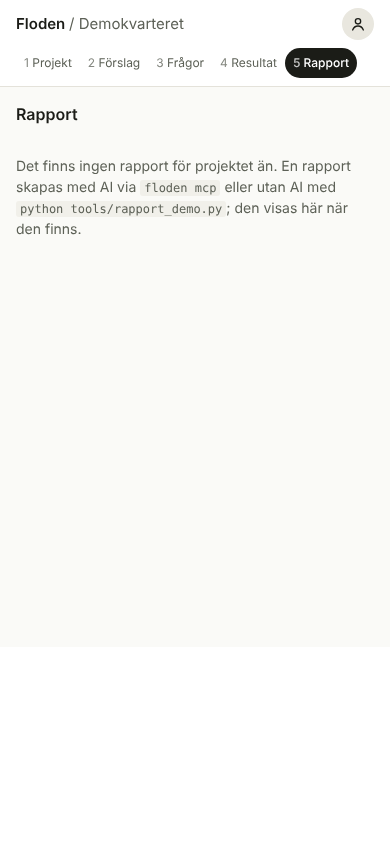 Floden / Demokvarteret
1 Projekt 2 Förslag 3 Frågor 4 Resultat 5 Rapport
Rapport
Det finns ingen rapport för projektet än. En rapport
skapas med AI via floden mcp eller utan AI med
python tools/rapport_demo.py; den visas här när
den finns.